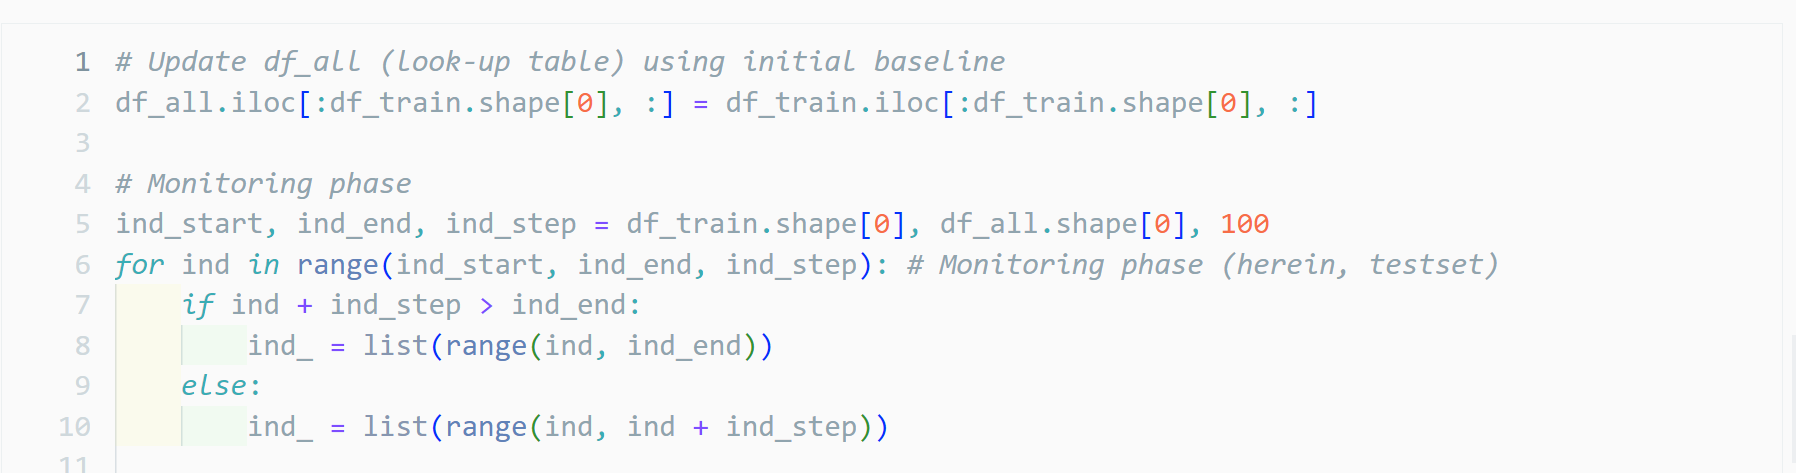 1 # Update df_all (look-up table) using initial baseline
2 df_all.iloc[:df_train.shape[0], :] = df_train.iloc[:df_train.shape[0], :]
3
4 # Monitoring phase
5 ind_start, ind_end, ind_step = df_train.shape[0], df_all.shape[0], 100
6 for ind in range(ind_start, ind_end, ind_step): # Monitoring phase (herein, testset)
7     if ind + ind_step > ind_end:
8         ind_ = list(range(ind, ind_end))
9     else:
10         ind_ = list(range(ind, ind + ind_step))
11